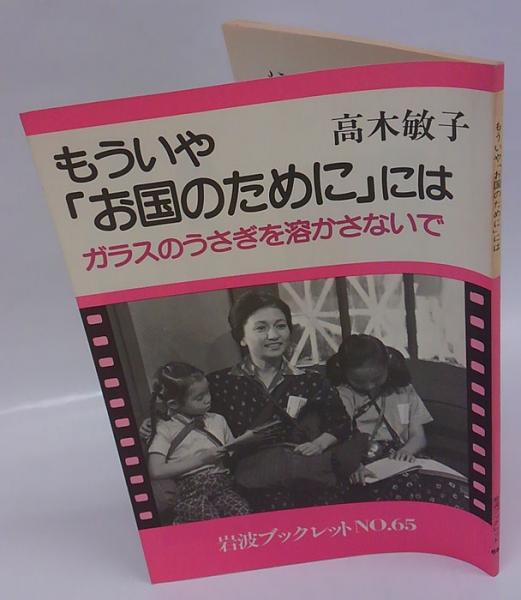 高木敏子
もういや
「お国のために」には
ガラスのうさぎを溶かさないで
岩波ブックレットNO.65
もういや「お国のために」には